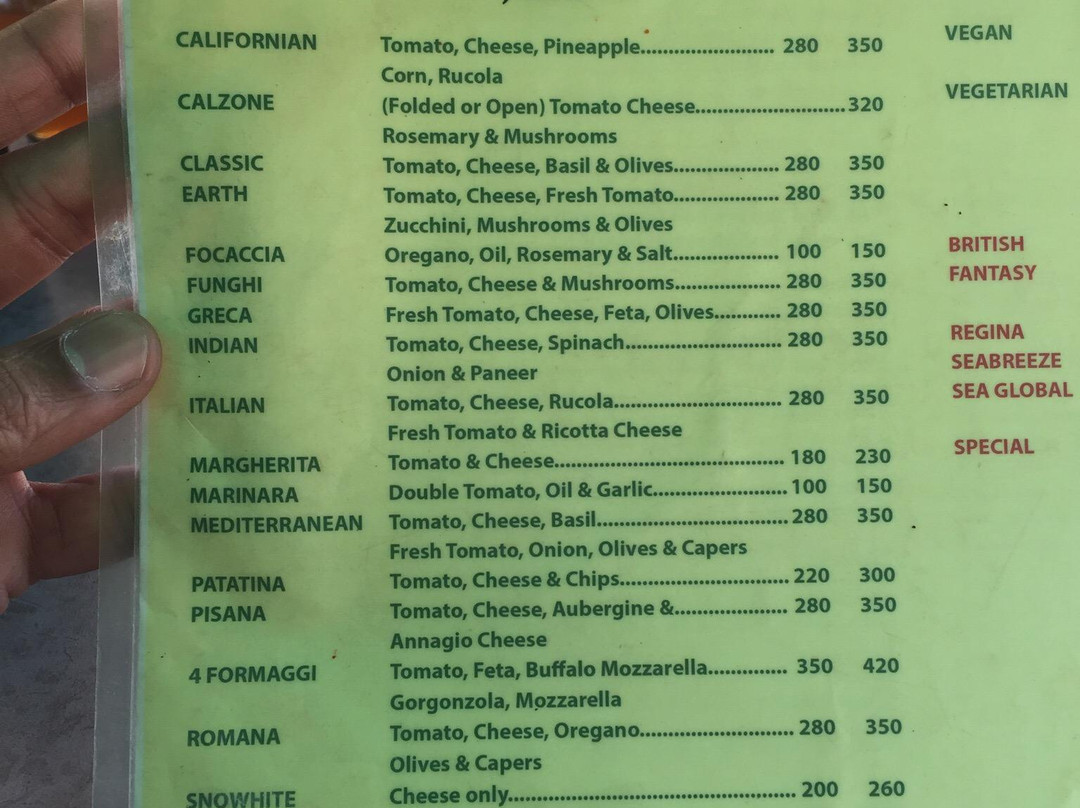 CALIFORNIAN Tomato, Cheese, Pineapple........................ 280 350
Corn, Rucola
CALZONE (Folded or Open) Tomato Cheese...........................320
Rosemary & Mushrooms
CLASSIC Tomato, Cheese, Basil & Olives................... 280 350
EARTH Tomato, Cheese, Fresh Tomato................... 280 350
Zucchini, Mushrooms & Olives
FOCACCIA Oregano, Oil, Rosemary & Salt................... 100 150
FUNGHI Tomato, Cheese & Mushrooms................... 280 350
GRECA Fresh Tomato, Cheese, Feta, Olives............ 280 350
INDIAN Tomato, Cheese, Spinach............................ 280 350
Onion & Paneer
ITALIAN Tomato, Cheese, Rucola.............................. 280 350
Fresh Tomato & Ricotta Cheese
MARGHERITA Tomato & Cheese......................................... 180 230
MARINARA Double Tomato, Oil & Garlic........................ 100 150
MEDITERRANEAN Tomato, Cheese, Basil.................................. 280 350
Fresh Tomato, Onion, Olives & Capers
PATATINA Tomato, Cheese & Chips.............................. 220 300
PISANA Tomato, Cheese, Aubergine &.................... 280 350
Annagio Cheese
4 FORMAGGI Tomato, Feta, Buffalo Mozzarella.............. 350 420
Gorgonzola, Mozzarella
ROMANA Tomato, Cheese, Oregano........................... 280 350
Olives & Capers
SNOWHITE Cheese only.................................................. 200 260
VEGAN
VEGETARIAN
BRITISH
FANTASY
REGINA
SEABREEZE
SEA GLOBAL
SPECIAL